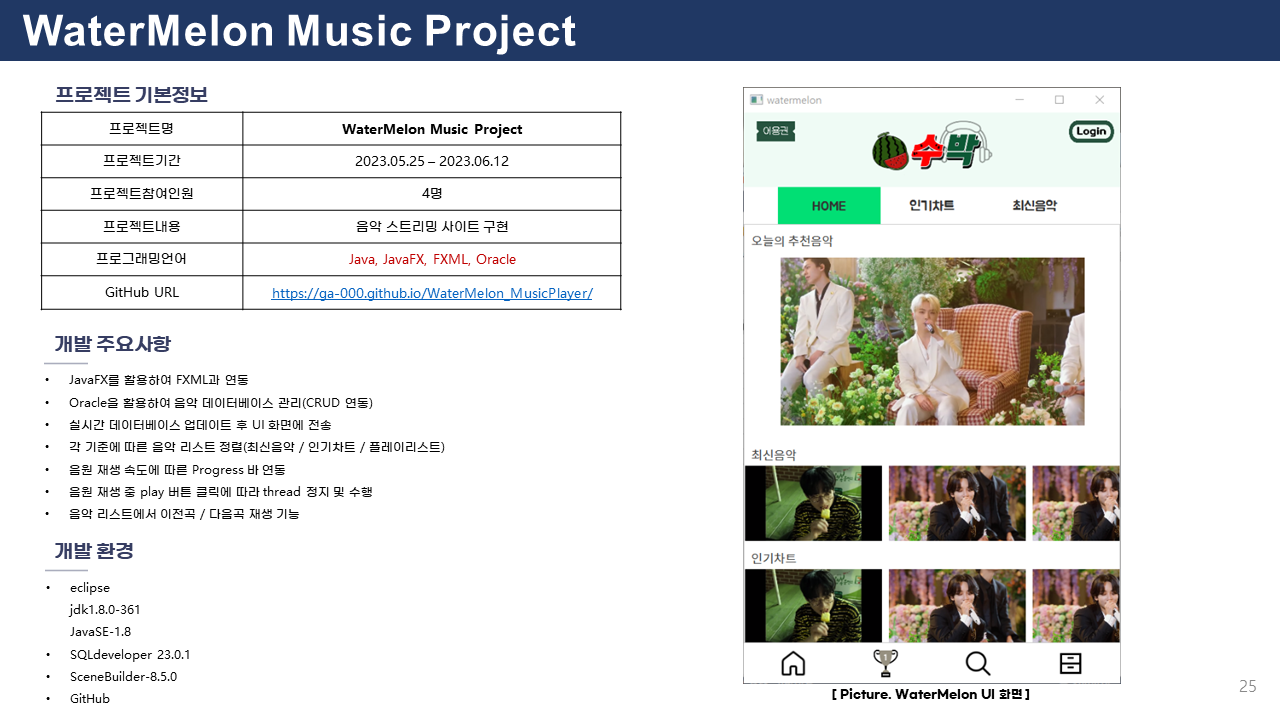 WaterMelon Music Project
프로젝트 기본정보
프로젝트명 WaterMelon Music Project
프로젝트기간 2023.05.25 – 2023.06.12
프로젝트참여인원 4명
프로젝트내용 음악 스트리밍 사이트 구현
프로그래밍언어 Java, JavaFX, FXML, Oracle
GitHub URL https://ga-000.github.io/WaterMelon_MusicPlayer/
개발 주요사항
• JavaFX를 활용하여 FXML과 연동
• Oracle을 활용하여 음악 데이터베이스 관리(CRUD 연동)
• 실시간 데이터베이스 업데이트 후 UI 화면에 전송
• 각 기준에 따른 음악 리스트 정렬(최신음악 / 인기차트 / 플레이리스트)
• 음원 재생 속도에 따른 Progress 바 연동
• 음원 재생 중 play 버튼 클릭에 따라 thread 정지 및 수행
• 음악 리스트에서 이전곡 / 다음곡 재생 기능
개발 환경
• eclipse
jdk1.8.0-361
JavaSE-1.8
• SQLdeveloper 23.0.1
• SceneBuilder-8.5.0
• GitHub
watermelon
이용권
수박
Login
HOME 인기차트 최신음악
오늘의 추천음악
최신음악
인기차트
1
[ Picture. WaterMelon UI 화면 ]
25